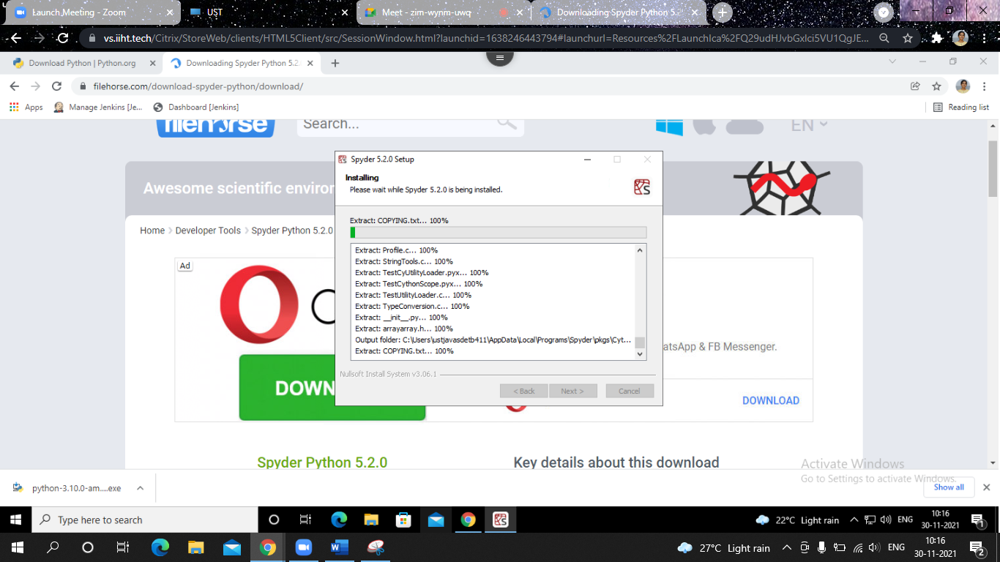 Launch Meeting - Zoom
UST
Meet - zim-wynm-uwq
Downloading Spyder Python 5.2
vs.iiht.tech/Citrix/StoreWeb/clients/HTML5Client/src/SessionWindow.html?launchid=1638246443794#launchurl=Resources%2FLaunchIca%2FQ29udHJvbGxlci5VU1QgJE...
Download Python | Python.org
Downloading Spyder Python 5.2.
filehorse.com/download-spyder-python/download/
Apps
Manage Jenkins [Je...
Dashboard [Jenkins]
Reading list
filehorse
Search...
EN
Spyder 5.2.0 Setup
Installing
Please wait while Spyder 5.2.0 is being installed.
Awesome scientific environ
Extract: COPYING.txt... 100%
Home > Developer Tools > Spyder Python 5.2.0
Extract: Profile.c... 100%
Extract: StringTools.c... 100%
Extract: TestCyUtilityLoader.pyx... 100%
Extract: TestCythonScope.pyx... 100%
Extract: TestUtilityLoader.c... 100%
Extract: TypeConversion.c... 100%
Extract: __init__.py... 100%
Extract: arrayarray.h... 100%
Output folder: C:\Users\ustjavasdetb411\AppData\Local\Programs\Spyder\pkgs\Cyt...
Extract: COPYING.txt... 100%
Ad
atsApp & FB Messenger.
Nullsoft Install System v3.06.1
< Back
Next >
Cancel
DOWN
DOWNLOAD
Spyder Python 5.2.0
Key details about this download
Activate Windows
Go to Settings to activate Windows.
python-3.10.0-am....exe
Show all
Type here to search
22°C Light rain
ENG
10:16
30-11-2021
1
27°C Light rain
ENG
10:16
30-11-2021
2